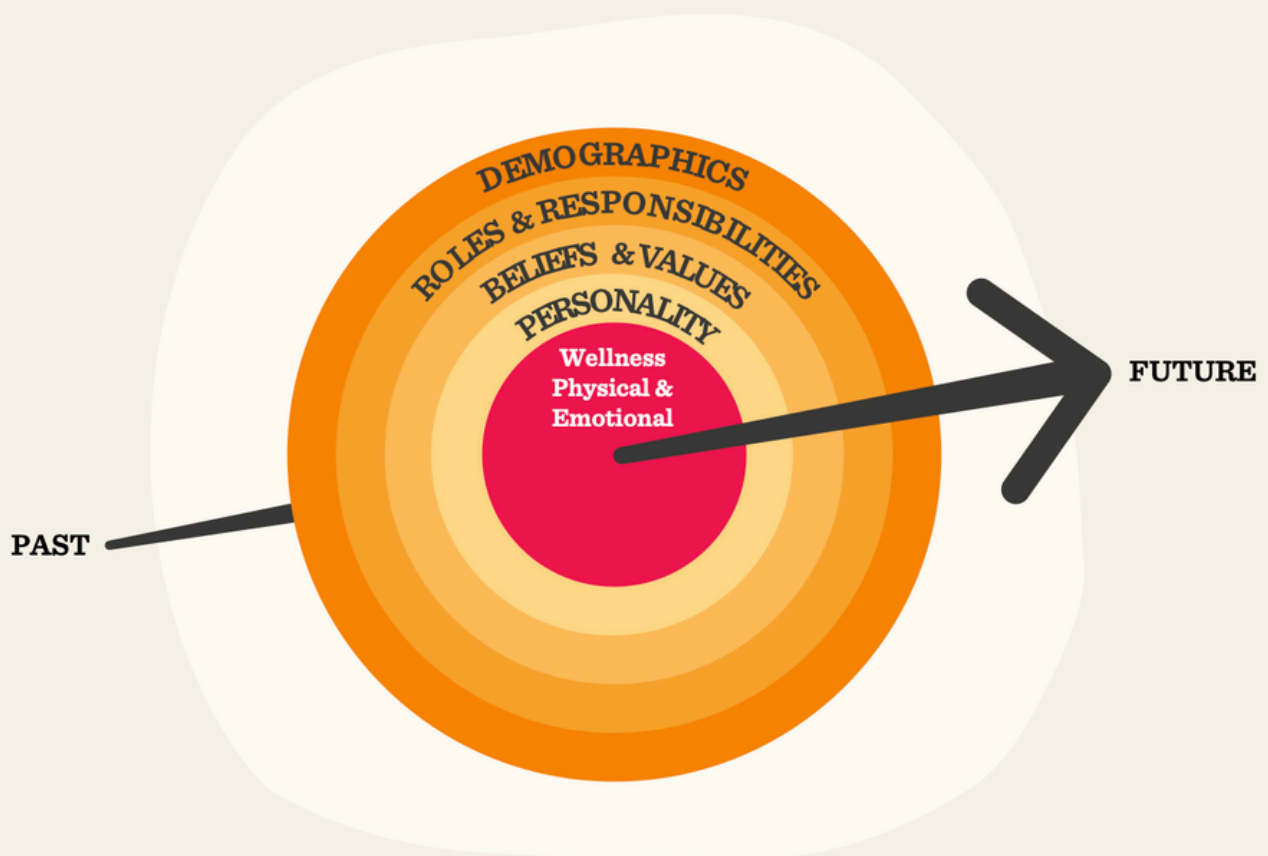 DEMOGRAPHICS
ROLES & RESPONSIBILITIES
BELIEFS & VALUES
PERSONALITY
Wellness
Physical &
Emotional
FUTURE
PAST